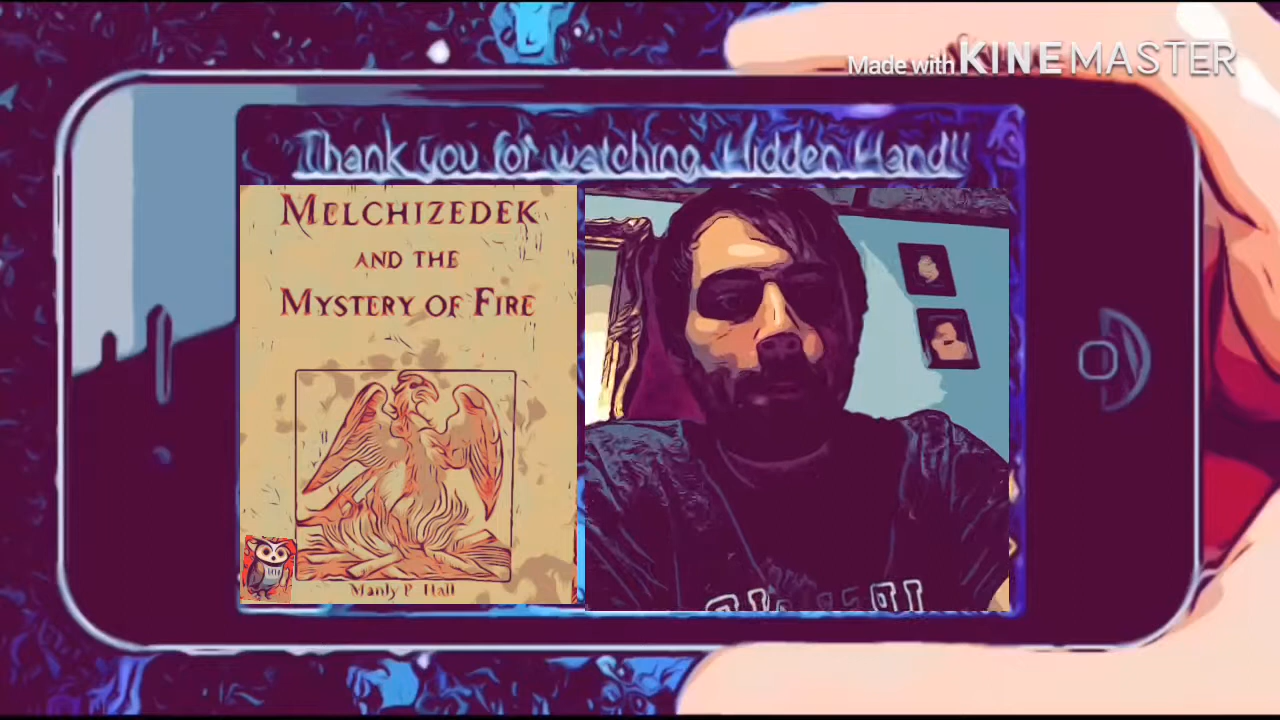 Made with KINEMASTER
Thank you for watching, Hidden Hand!!
MELCHIZEDEK
AND THE
MYSTERY OF FIRE
Manly P. Hall